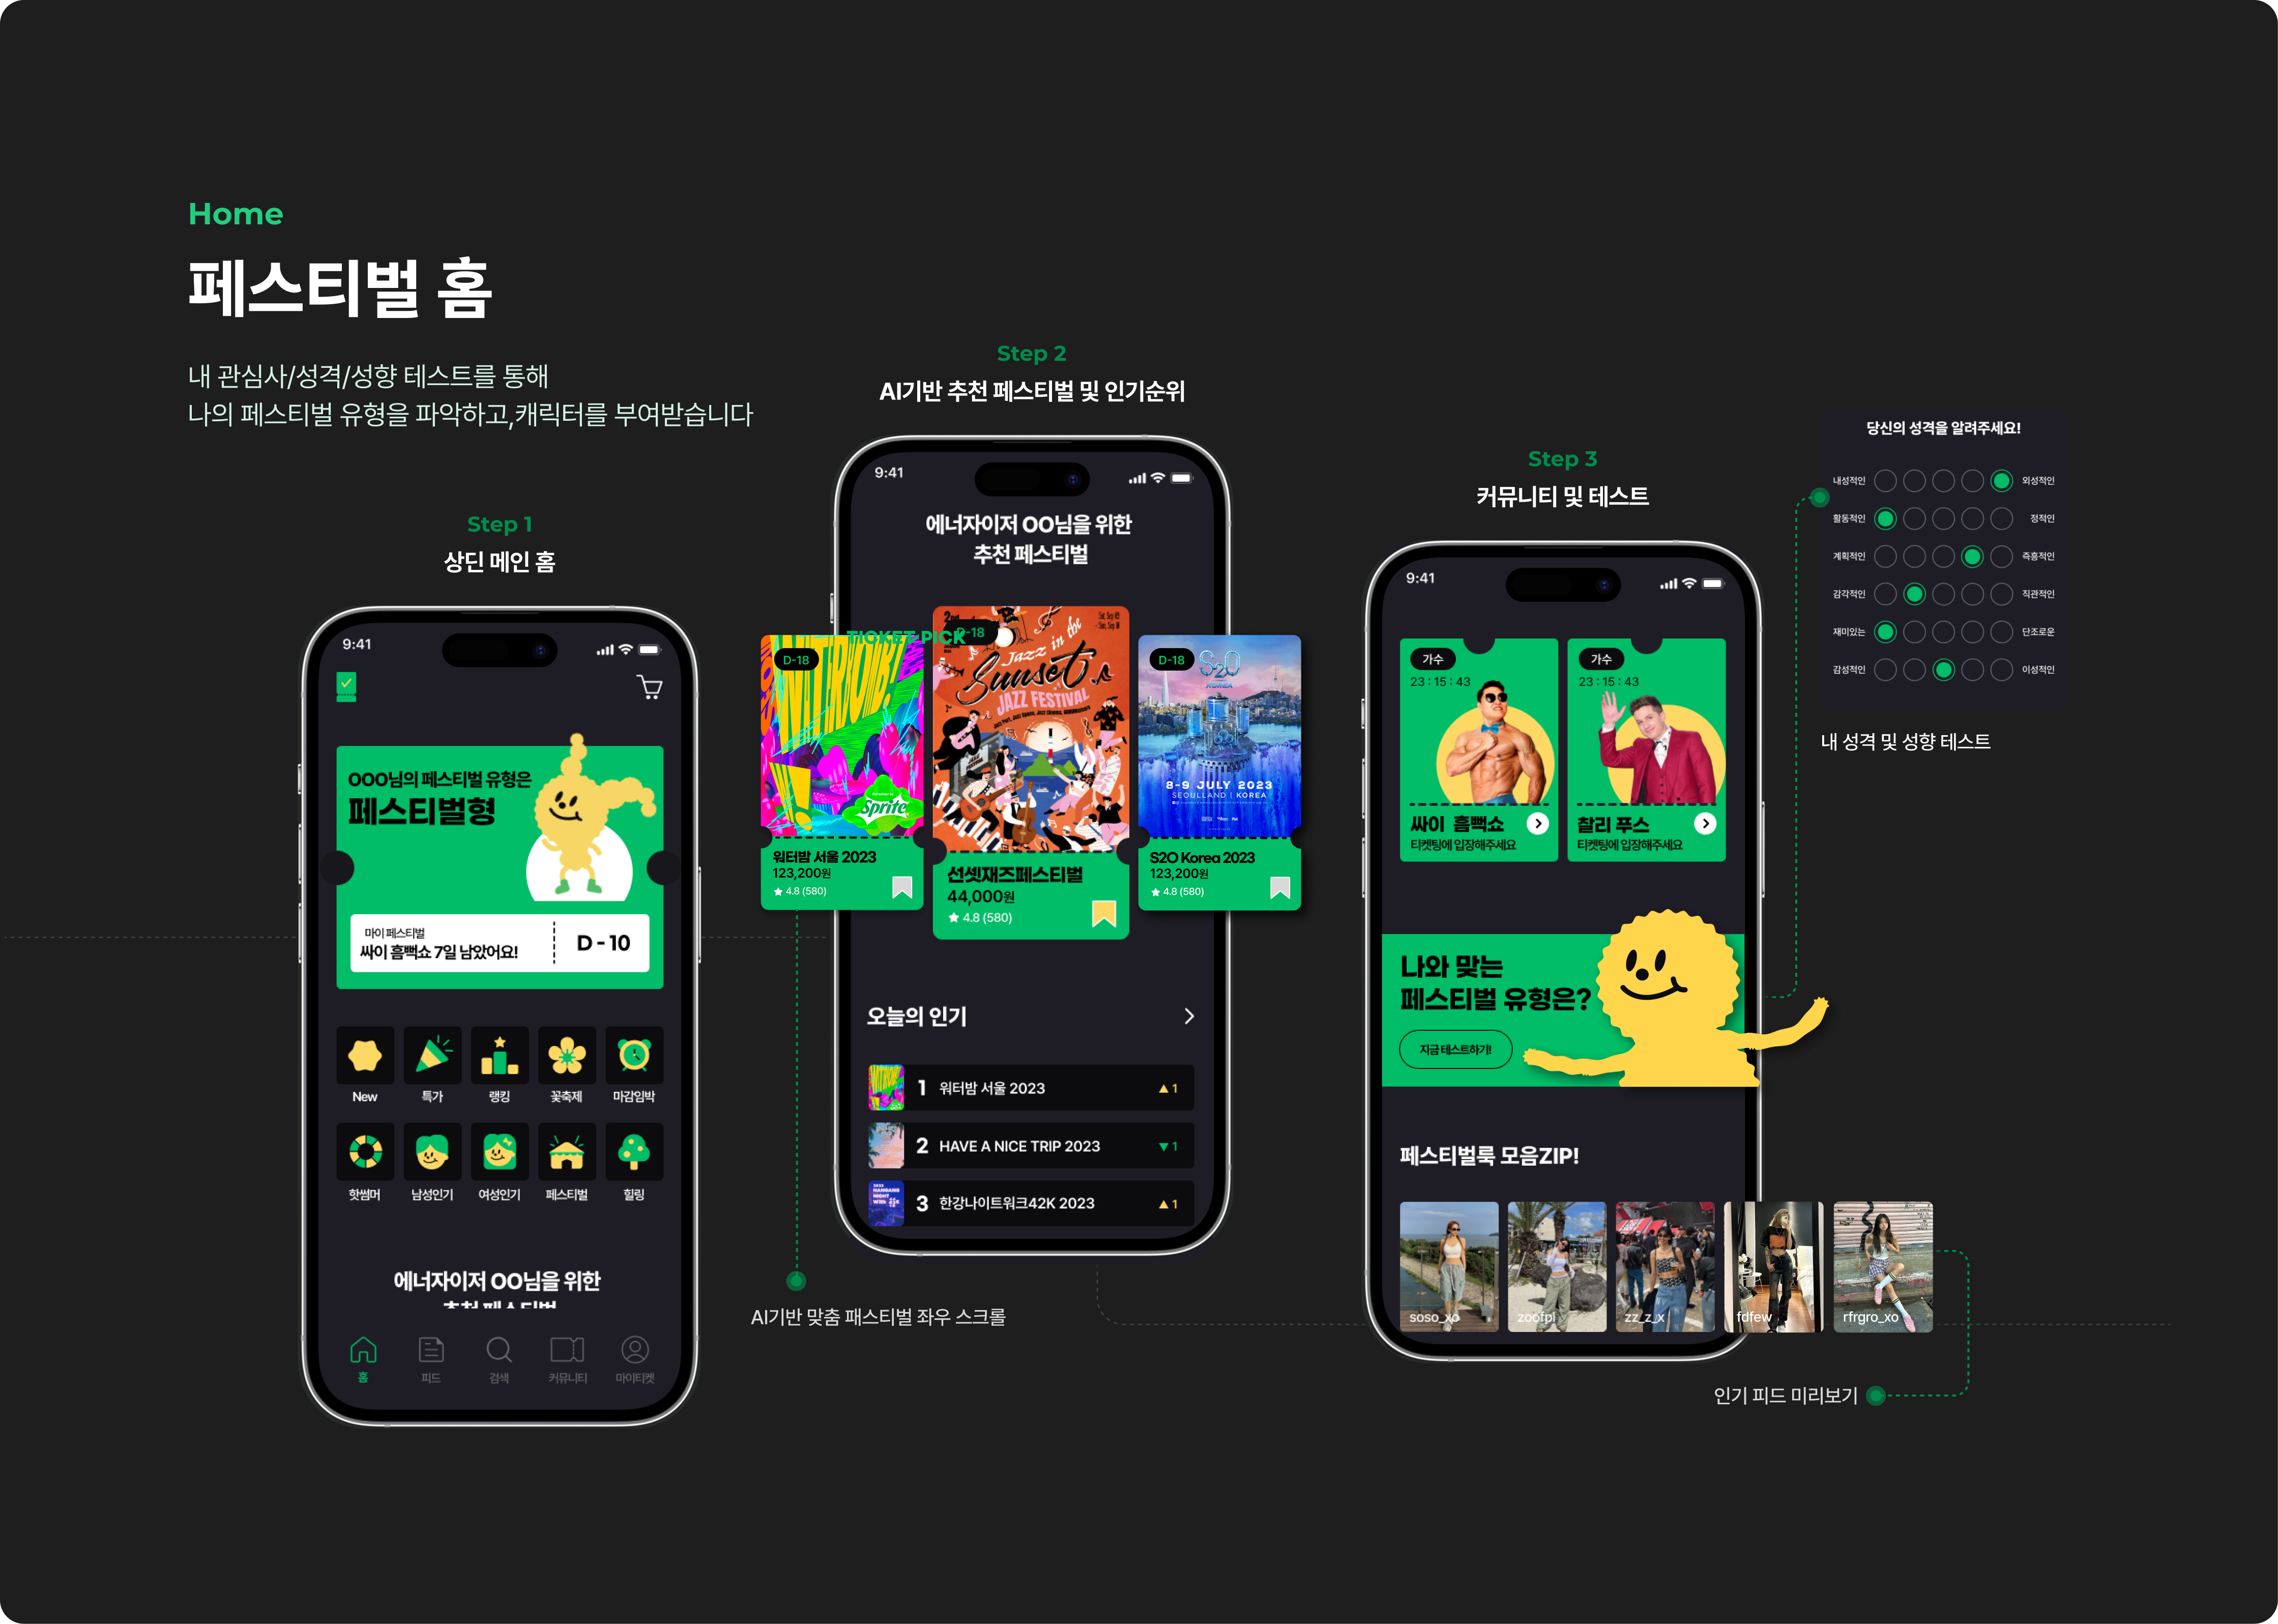 Home
페스티벌 홈
내 관심사/성격/성향 테스트를 통해
나의 페스티벌 유형을 파악하고,캐릭터를 부여받습니다
Step 1
상딘 메인 홈
9:41
OOO님의 페스티벌 유형은
페스티벌형
마이 페스티벌
싸이 흠뻑쇼 7일 남았어요!
D - 10
New
특가
랭킹
꽃축제
마감임박
핫썸머
남성인기
여성인기
페스티벌
힐링
에너자이저 OO님을 위한
추천 페스티벌
홈
피드
검색
커뮤니티
마이티켓
Step 2
AI기반 추천 페스티벌 및 인기순위
9:41
에너자이저 OO님을 위한
추천 페스티벌
TICKET PICK
D-18
WATERBOMB
Sprite
워터밤 서울 2023
123,200원
4.8 (580)
D-18
Jazz in the
Sunset
JAZZ FESTIVAL
선셋재즈페스티벌
44,000원
4.8 (580)
D-18
S2O
KOREA
8-9 JULY 2023
SEOULLAND | KOREA
S2O Korea 2023
123,200원
4.8 (580)
오늘의 인기
1 워터밤 서울 2023 ▲ 1
2 HAVE A NICE TRIP 2023 ▼ 1
3 한강나이트워크42K 2023 ▲ 1
AI기반 맞춤 페스티벌 좌우 스크롤
Step 3
커뮤니티 및 테스트
9:41
가수
23 : 15 : 43
싸이 흠뻑쇼
티켓팅에 입장해주세요
가수
23 : 15 : 43
찰리 푸스
티켓팅에 입장해주세요
나와 맞는
페스티벌 유형은?
지금 테스트하기!
페스티벌룩 모음ZIP!
soso_xo
zoofpl
zz_z_x
fdfew
rfrgro_xo
인기 피드 미리보기
당신의 성격을 알려주세요!
내성적인 외성적인
활동적인 정적인
계획적인 즉흥적인
감각적인 직관적인
재미있는 단조로운
감성적인 이성적인
내 성격 및 성향 테스트